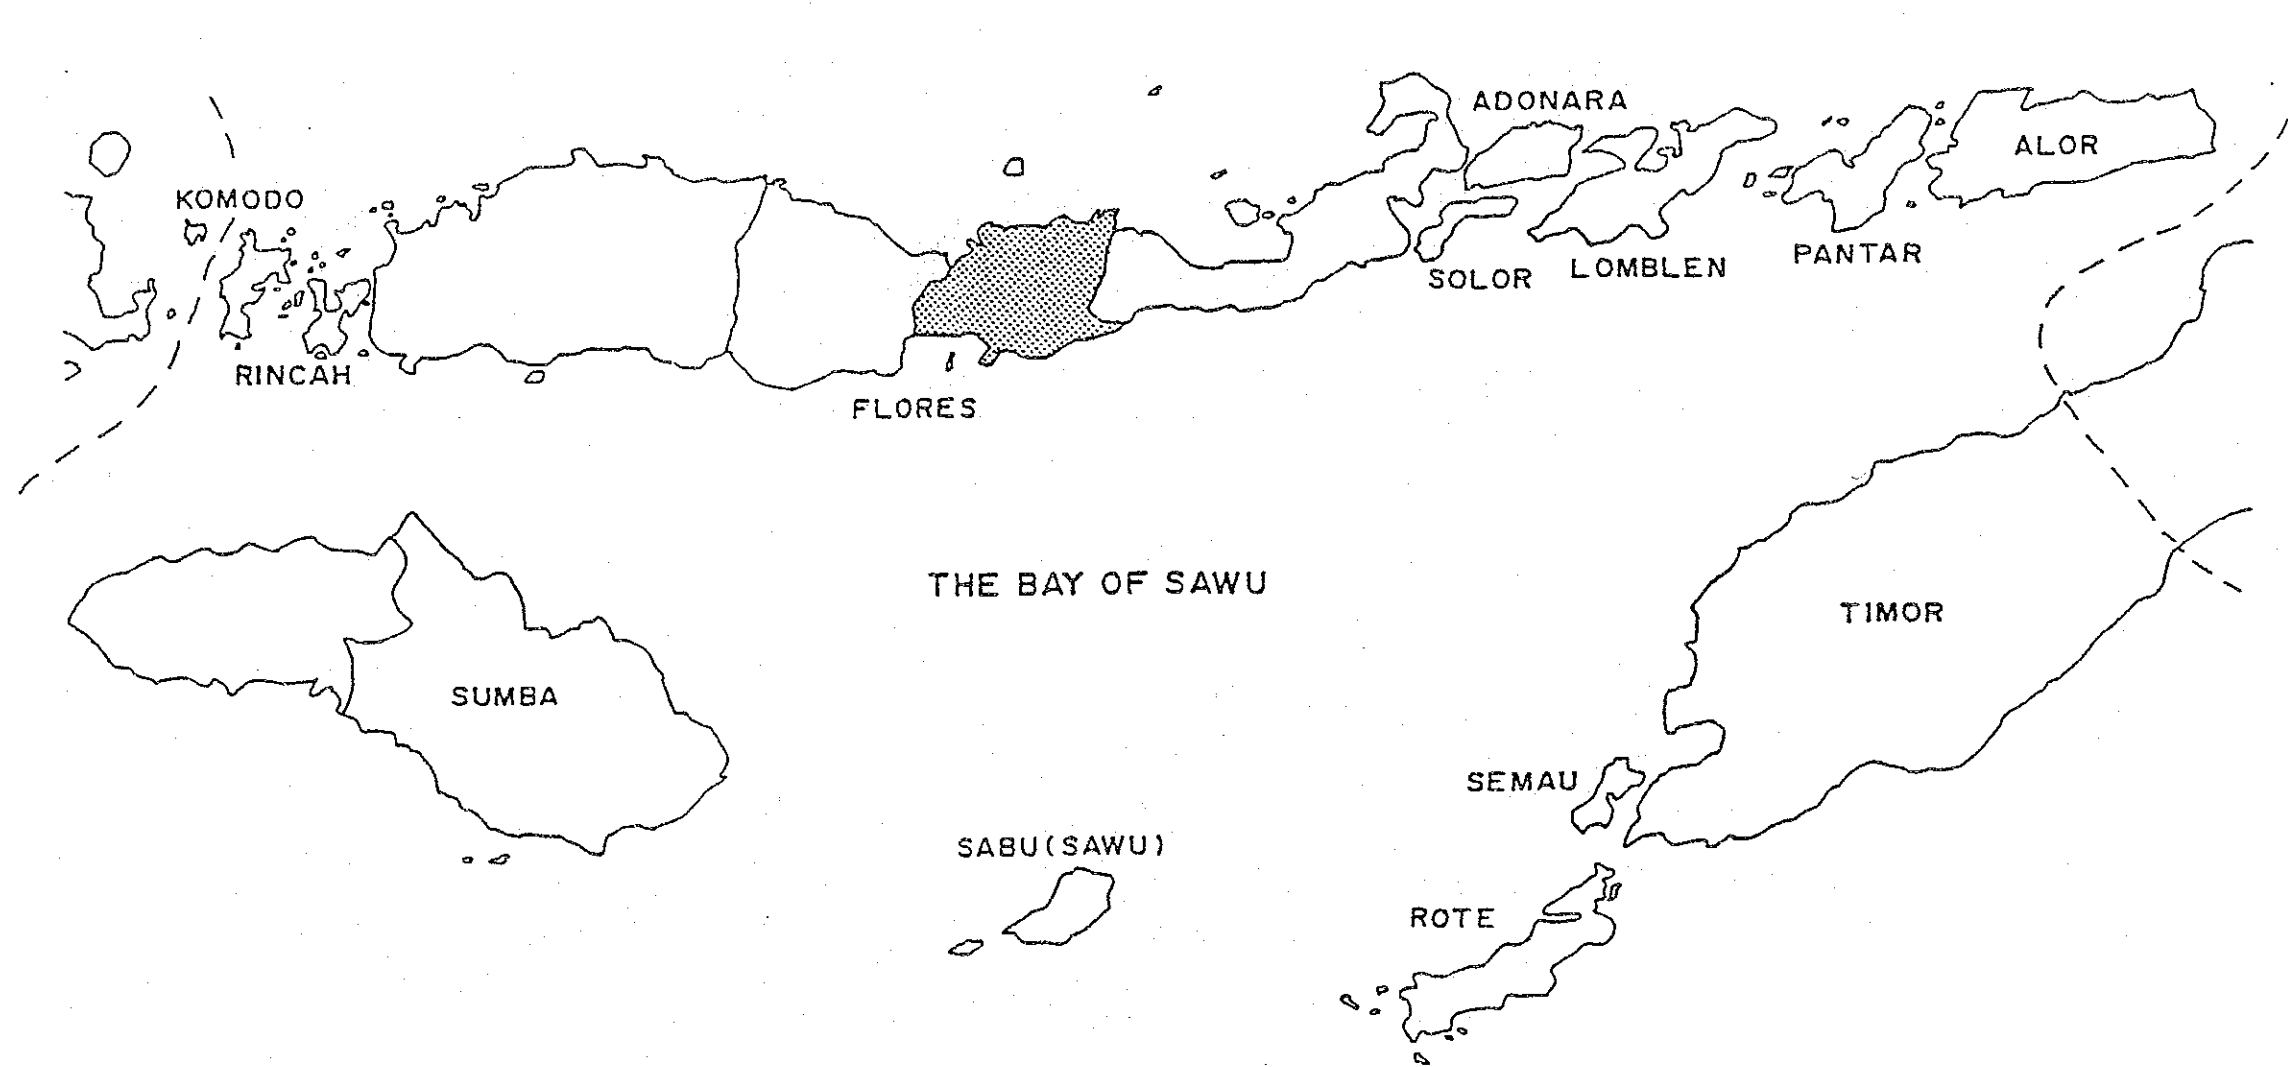 ADONARA
ALOR
KOMODO
PANTAR
LOMBLEN
SOLOR
RINCAH
FLORES
THE BAY OF SAWU
TIMOR
SUMBA
SEMAU
SABU(SAWU)
ROTE